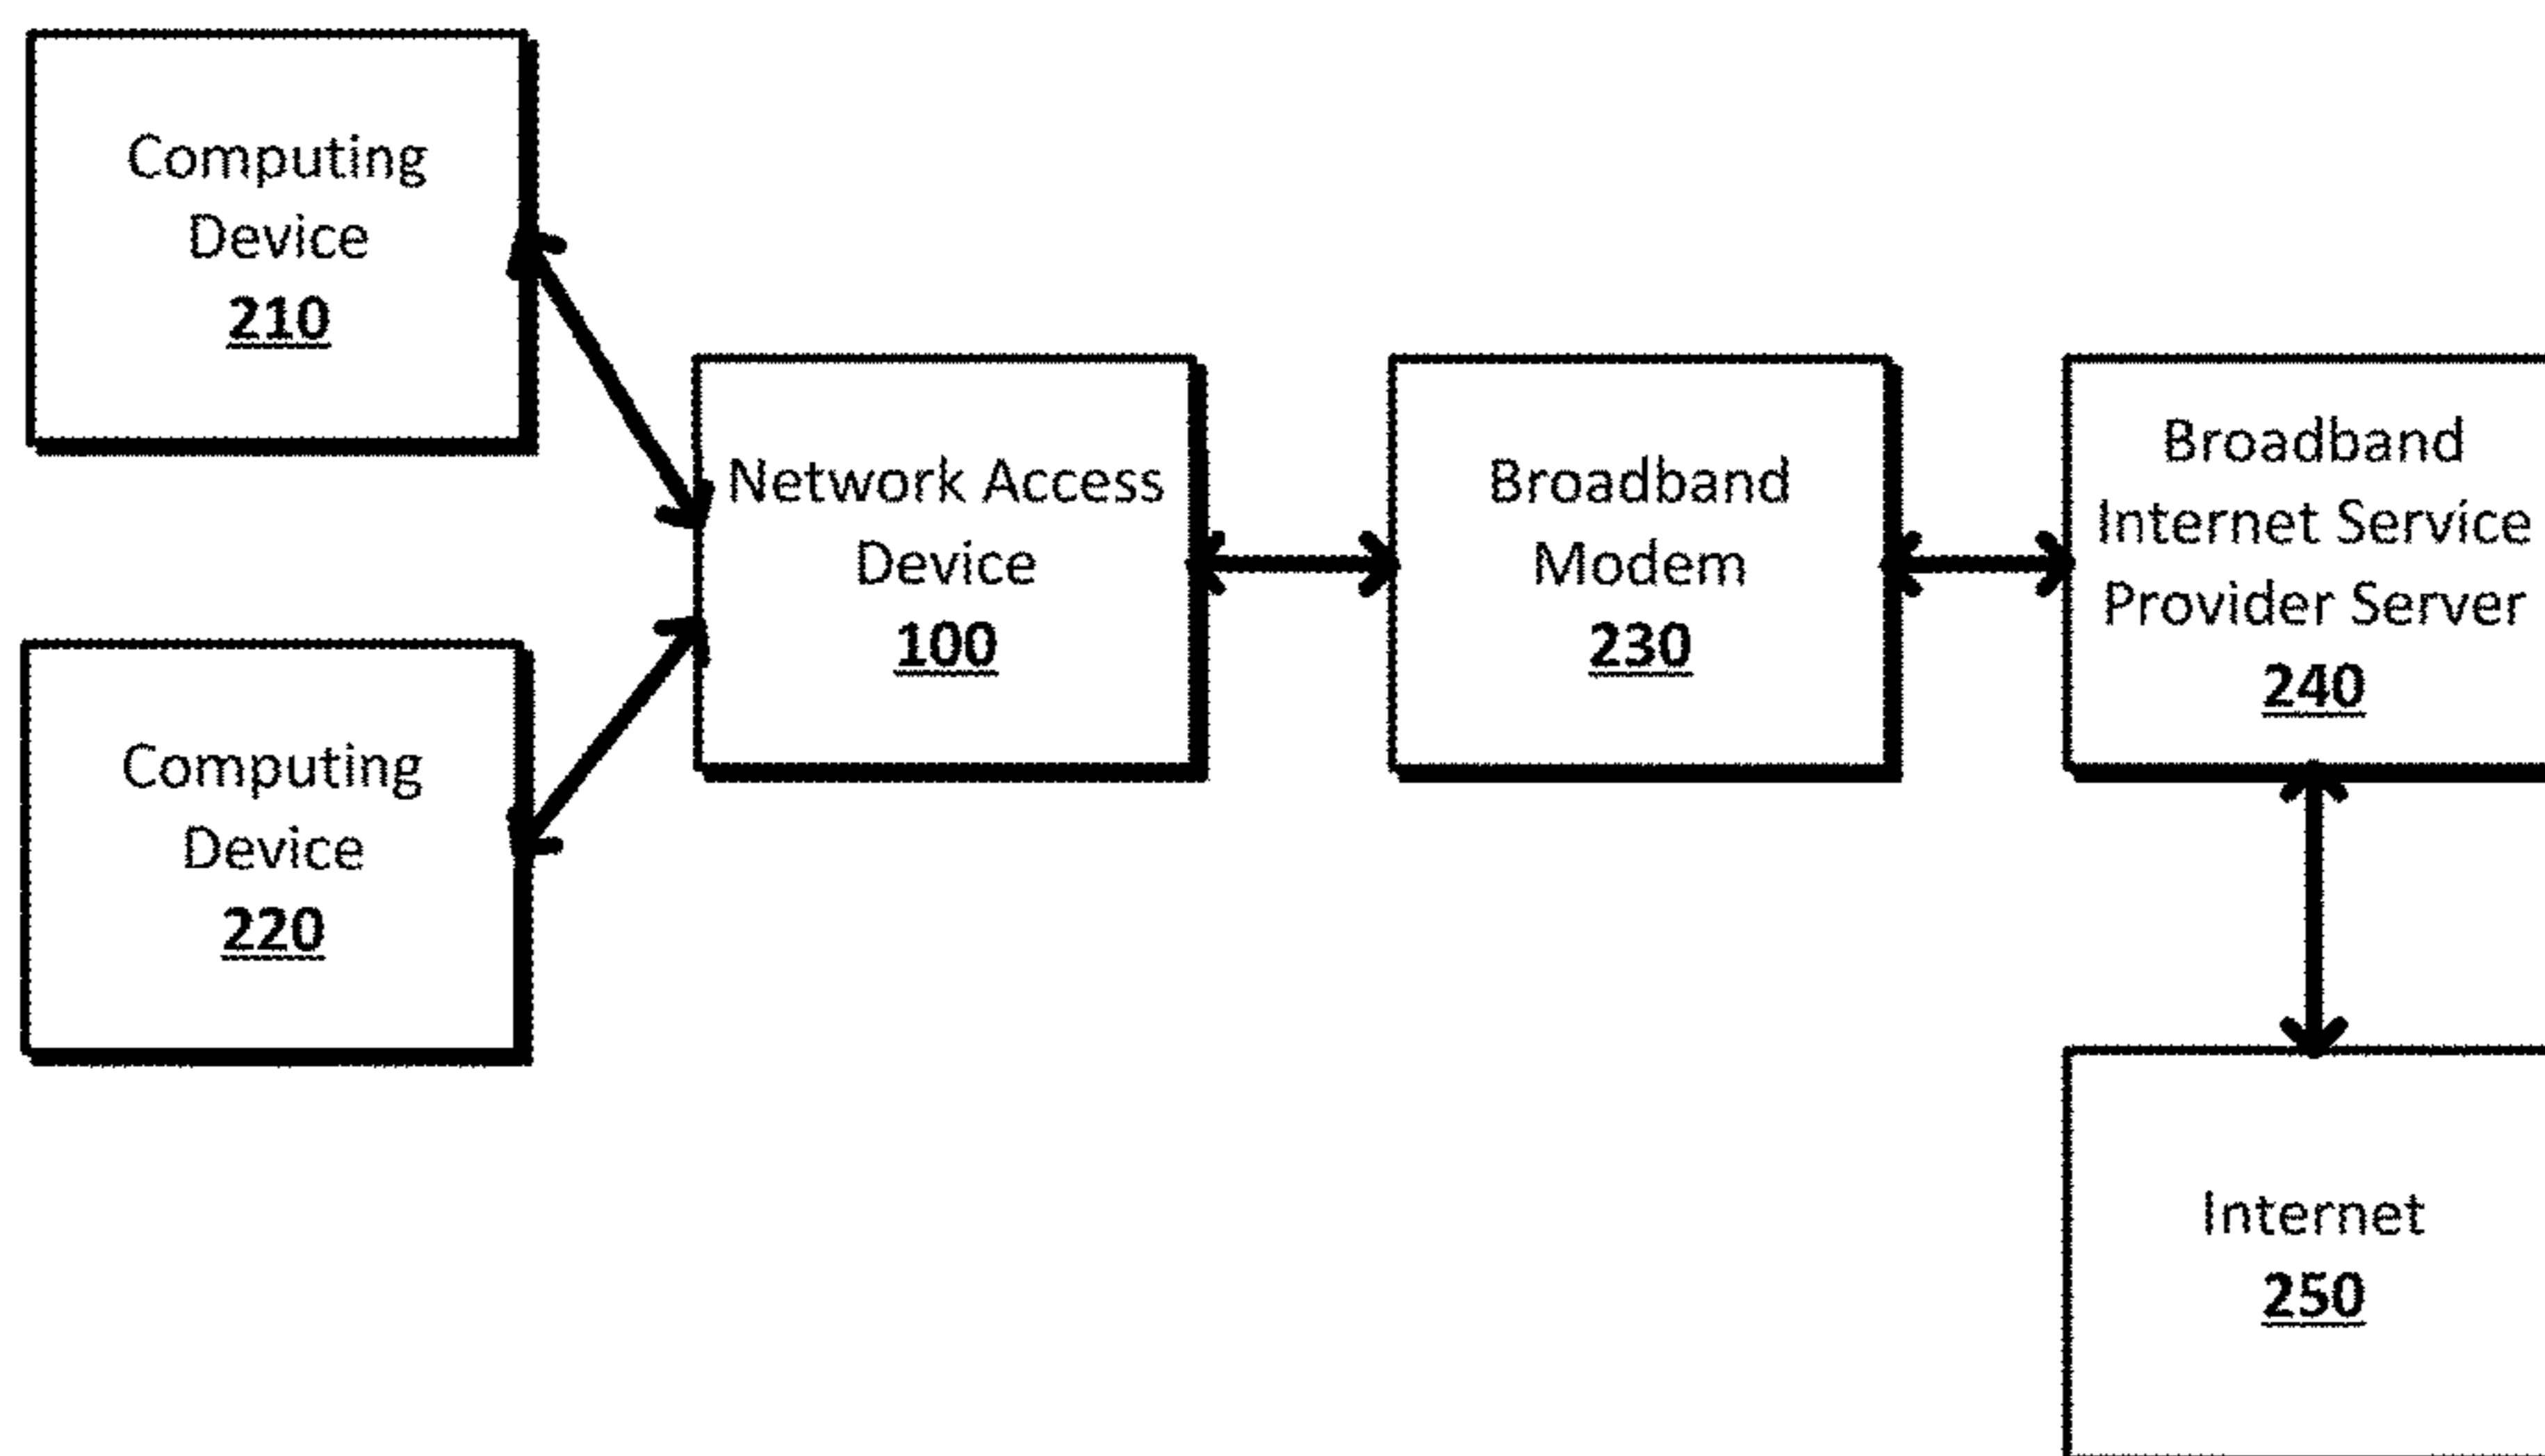 Computing
Device
210
Network Access
Device
100
Broadband
Modem
230
Broadband
Internet Service
Provider Server
240
Computing
Device
220
Internet
250